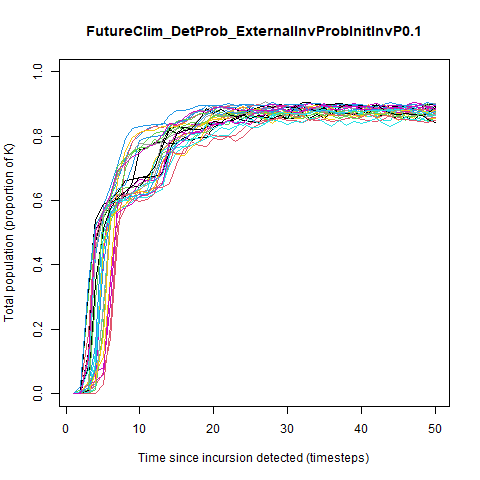 FutureClim_DetProb_ExternalInvProbInitInvP0.1
Total population (proportion of K)
1.0
0.8
0.6
0.4
0.2
0.0
0 10 20 30 40 50
Time since incursion detected (timesteps)